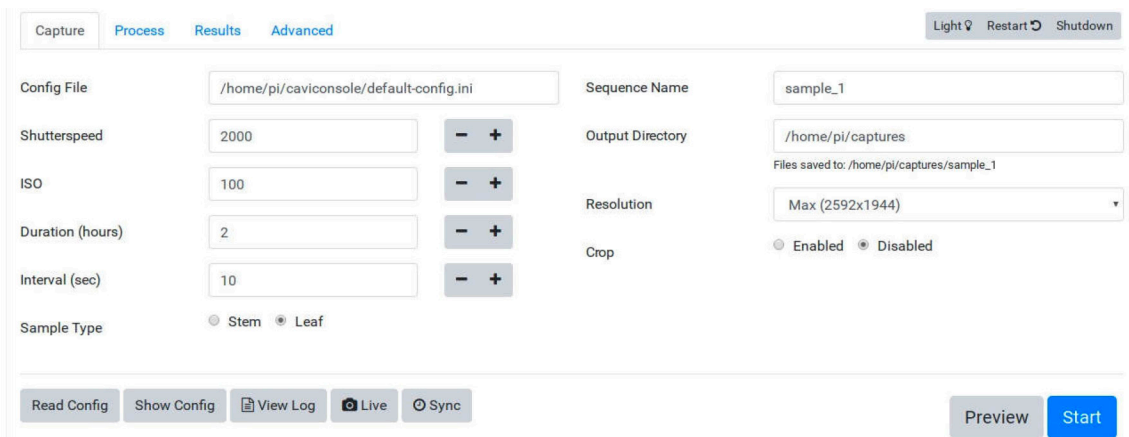 Capture Process Results Advanced
Light Restart Shutdown
Config File /home/pi/caviconsole/default-config.ini
Shutterspeed 2000
ISO 100
Duration (hours) 2
Interval (sec) 10
Sample Type Stem Leaf
Sequence Name sample_1
Output Directory /home/pi/captures
Files saved to: /home/pi/captures/sample_1
Resolution Max (2592x1944)
Crop Enabled Disabled
Read Config Show Config View Log Live Sync
Preview Start